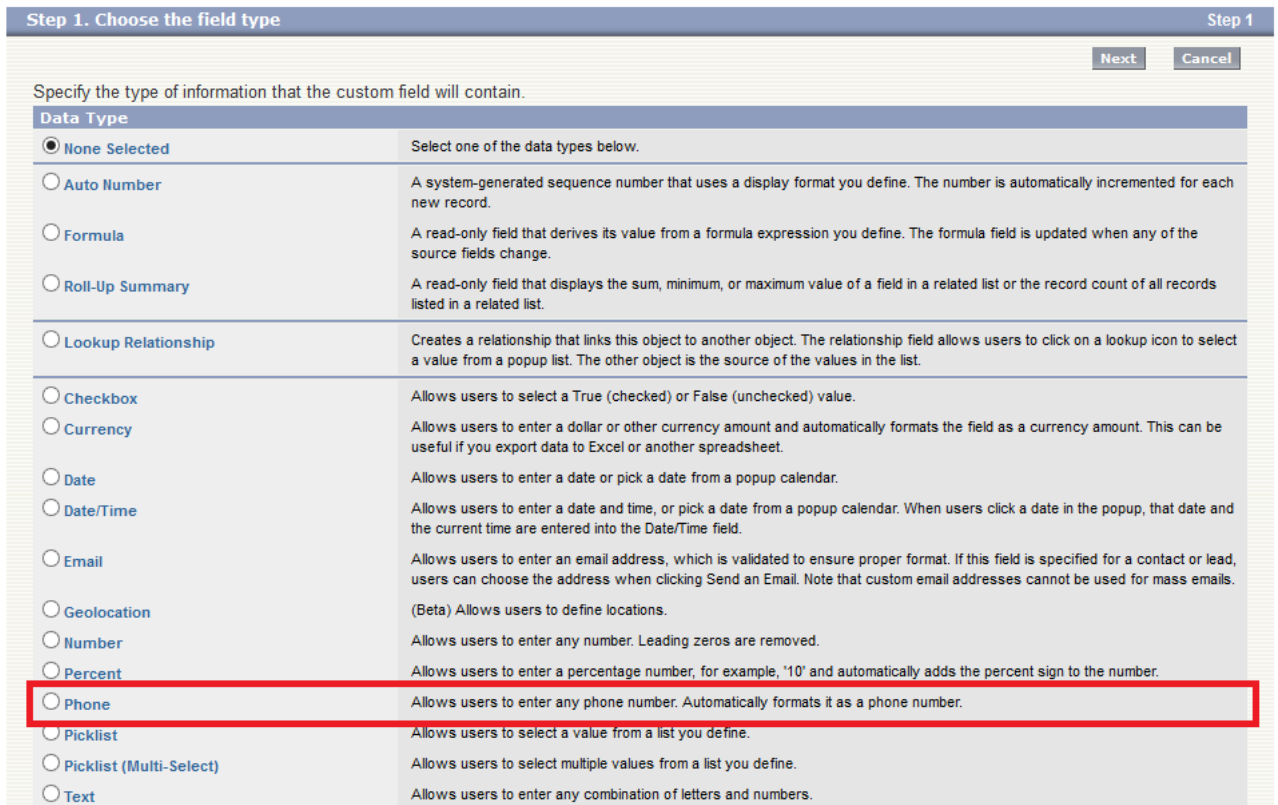 Step 1. Choose the field type Step 1
Next Cancel
Specify the type of information that the custom field will contain.
Data Type
None Selected Select one of the data types below.
Auto Number A system-generated sequence number that uses a display format you define. The number is automatically incremented for each
new record.
Formula A read-only field that derives its value from a formula expression you define. The formula field is updated when any of the
source fields change.
Roll-Up Summary A read-only field that displays the sum, minimum, or maximum value of a field in a related list or the record count of all records
listed in a related list.
Lookup Relationship Creates a relationship that links this object to another object. The relationship field allows users to click on a lookup icon to select
a value from a popup list. The other object is the source of the values in the list.
Checkbox Allows users to select a True (checked) or False (unchecked) value.
Currency Allows users to enter a dollar or other currency amount and automatically formats the field as a currency amount. This can be
useful if you export data to Excel or another spreadsheet.
Date Allows users to enter a date or pick a date from a popup calendar.
Date/Time Allows users to enter a date and time, or pick a date from a popup calendar. When users click a date in the popup, that date and
the current time are entered into the Date/Time field.
Email Allows users to enter an email address, which is validated to ensure proper format. If this field is specified for a contact or lead,
users can choose the address when clicking Send an Email. Note that custom email addresses cannot be used for mass emails.
Geolocation (Beta) Allows users to define locations.
Number Allows users to enter any number. Leading zeros are removed.
Percent Allows users to enter a percentage number, for example, '10' and automatically adds the percent sign to the number.
Phone Allows users to enter any phone number. Automatically formats it as a phone number.
Picklist Allows users to select a value from a list you define.
Picklist (Multi-Select) Allows users to select multiple values from a list you define.
Text Allows users to enter any combination of letters and numbers.